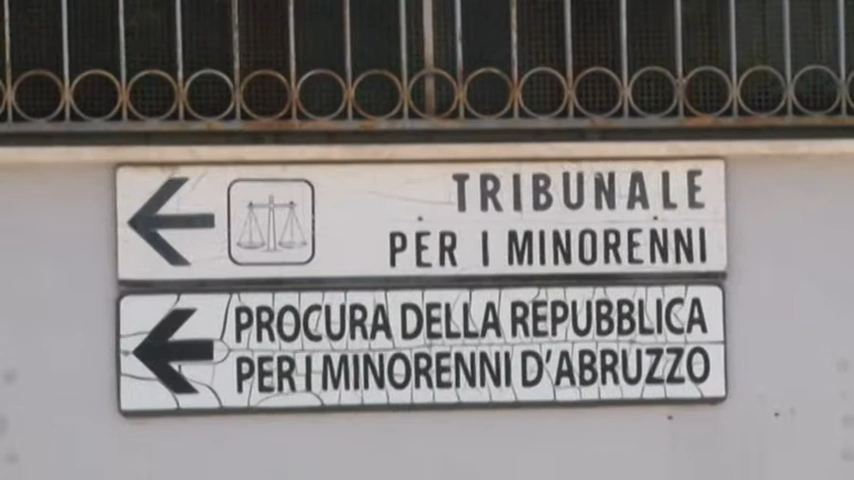 TRIBUNALE
PER I MINORENNI
PROCURA DELLA REPUBBLICA
PER I MINORENNI D'ABRUZZO